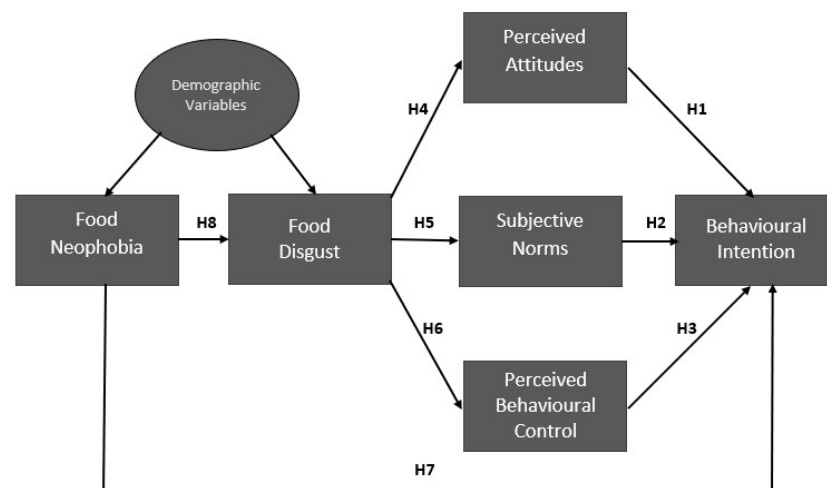 Perceived
Attitudes
Demographic
Variables
H4
H1
Food
Neophobia
H8
Food
Disgust
H5
Subjective
Norms
H2
Behavioural
Intention
H6
H3
Perceived
Behavioural
Control
H7